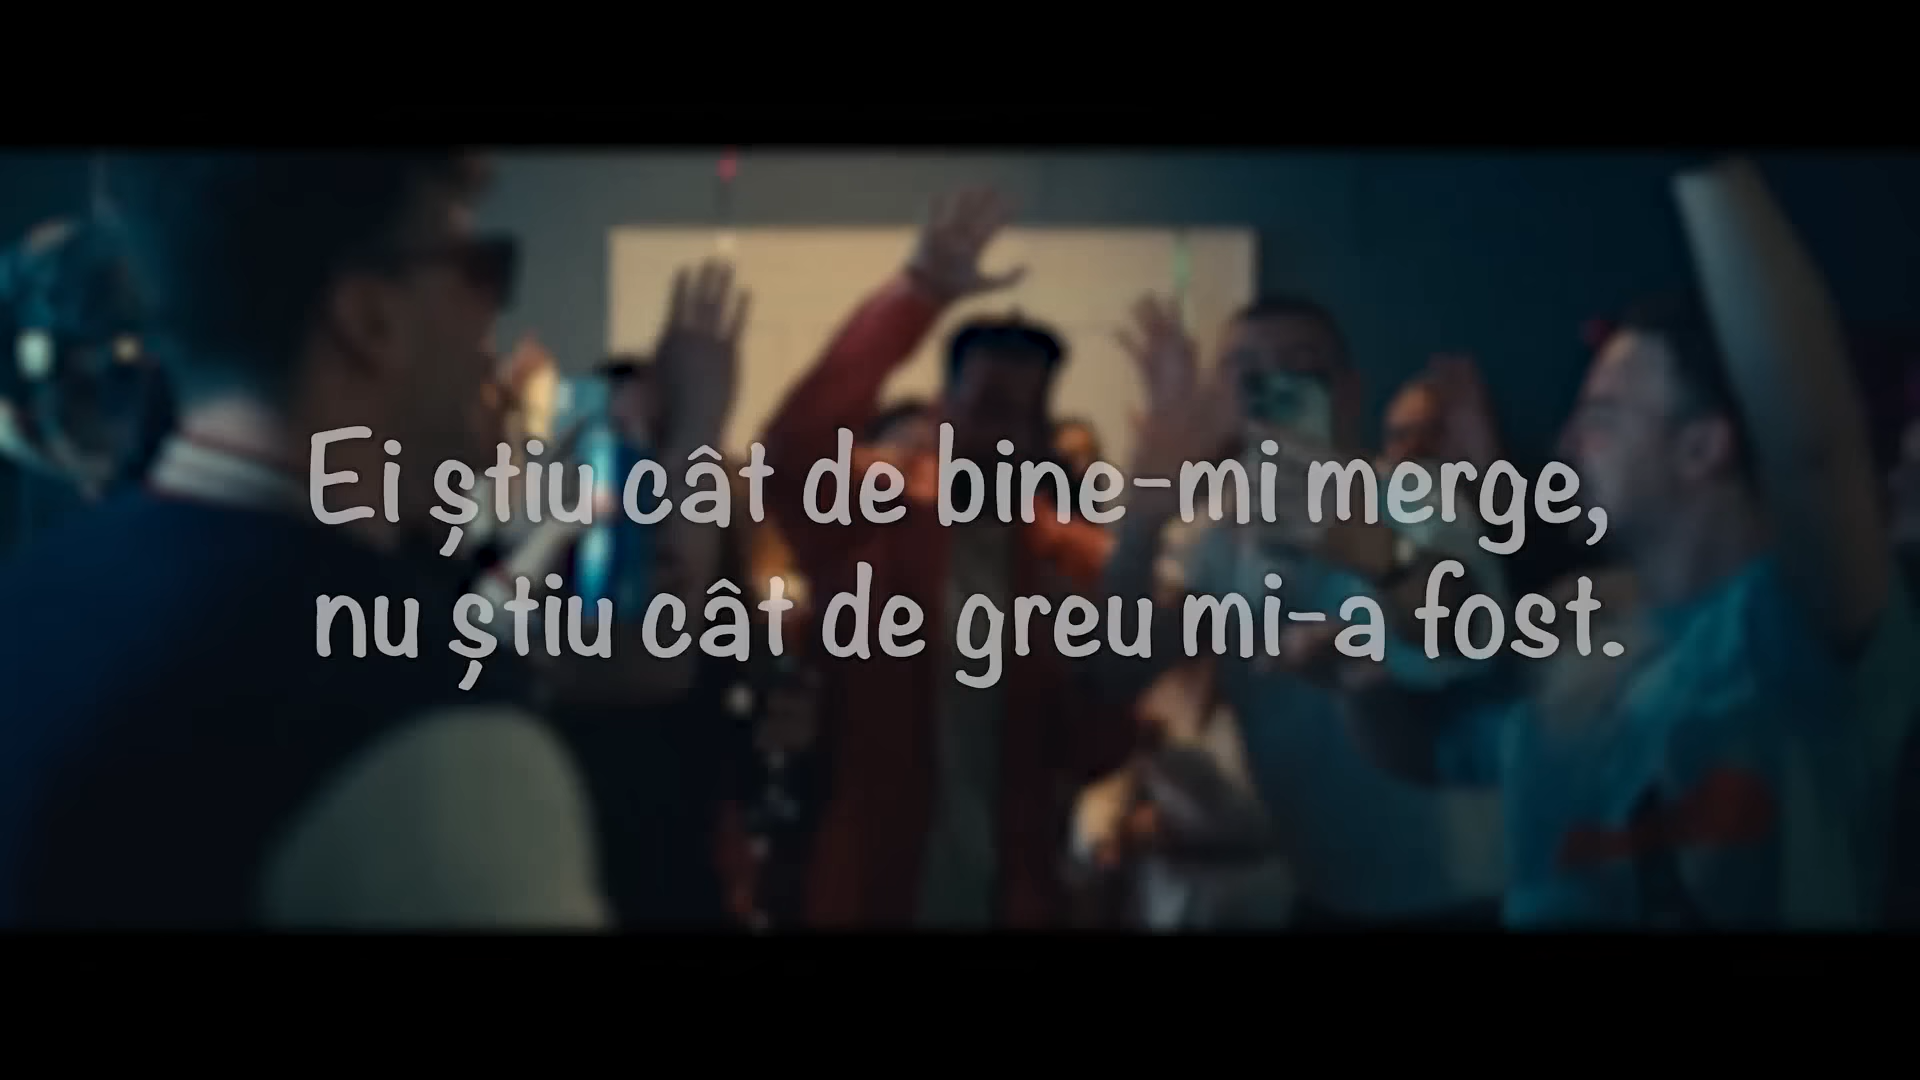 Ei știu cât de bine-mi merge,
nu știu cât de greu mi-a fost.